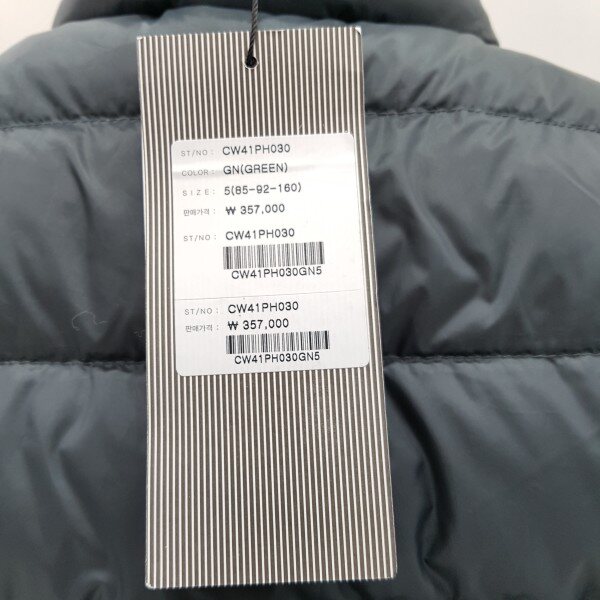 ST/NO: CW41PH030
COLOR: GN(GREEN)
SIZE: 5(85-92-160)
판매가격: ₩ 357,000
ST/NO: CW41PH030
CW41PH030GN5
ST/NO: CW41PH030
판매가격: ₩ 357,000
CW41PH030GN5